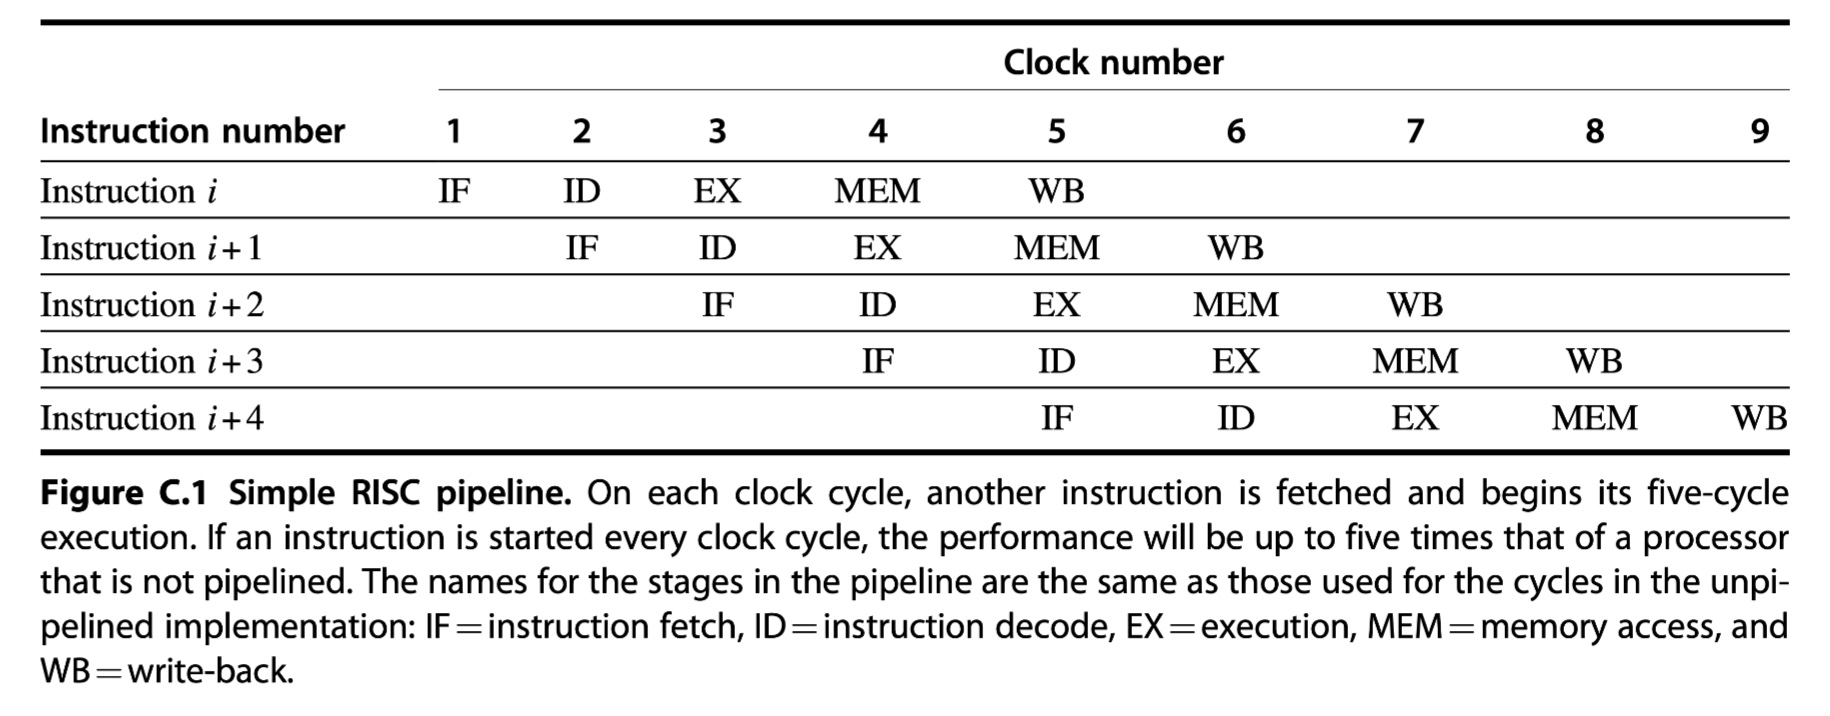 Clock number
Instruction number 1 2 3 4 5 6 7 8 9
Instruction i IF ID EX MEM WB
Instruction i+1 IF ID EX MEM WB
Instruction i+2 IF ID EX MEM WB
Instruction i+3 IF ID EX MEM WB
Instruction i+4 IF ID EX MEM WB
Figure C.1 Simple RISC pipeline. On each clock cycle, another instruction is fetched and begins its five-cycle
execution. If an instruction is started every clock cycle, the performance will be up to five times that of a processor
that is not pipelined. The names for the stages in the pipeline are the same as those used for the cycles in the unpi-
pelined implementation: IF=instruction fetch, ID=instruction decode, EX=execution, MEM=memory access, and
WB=write-back.